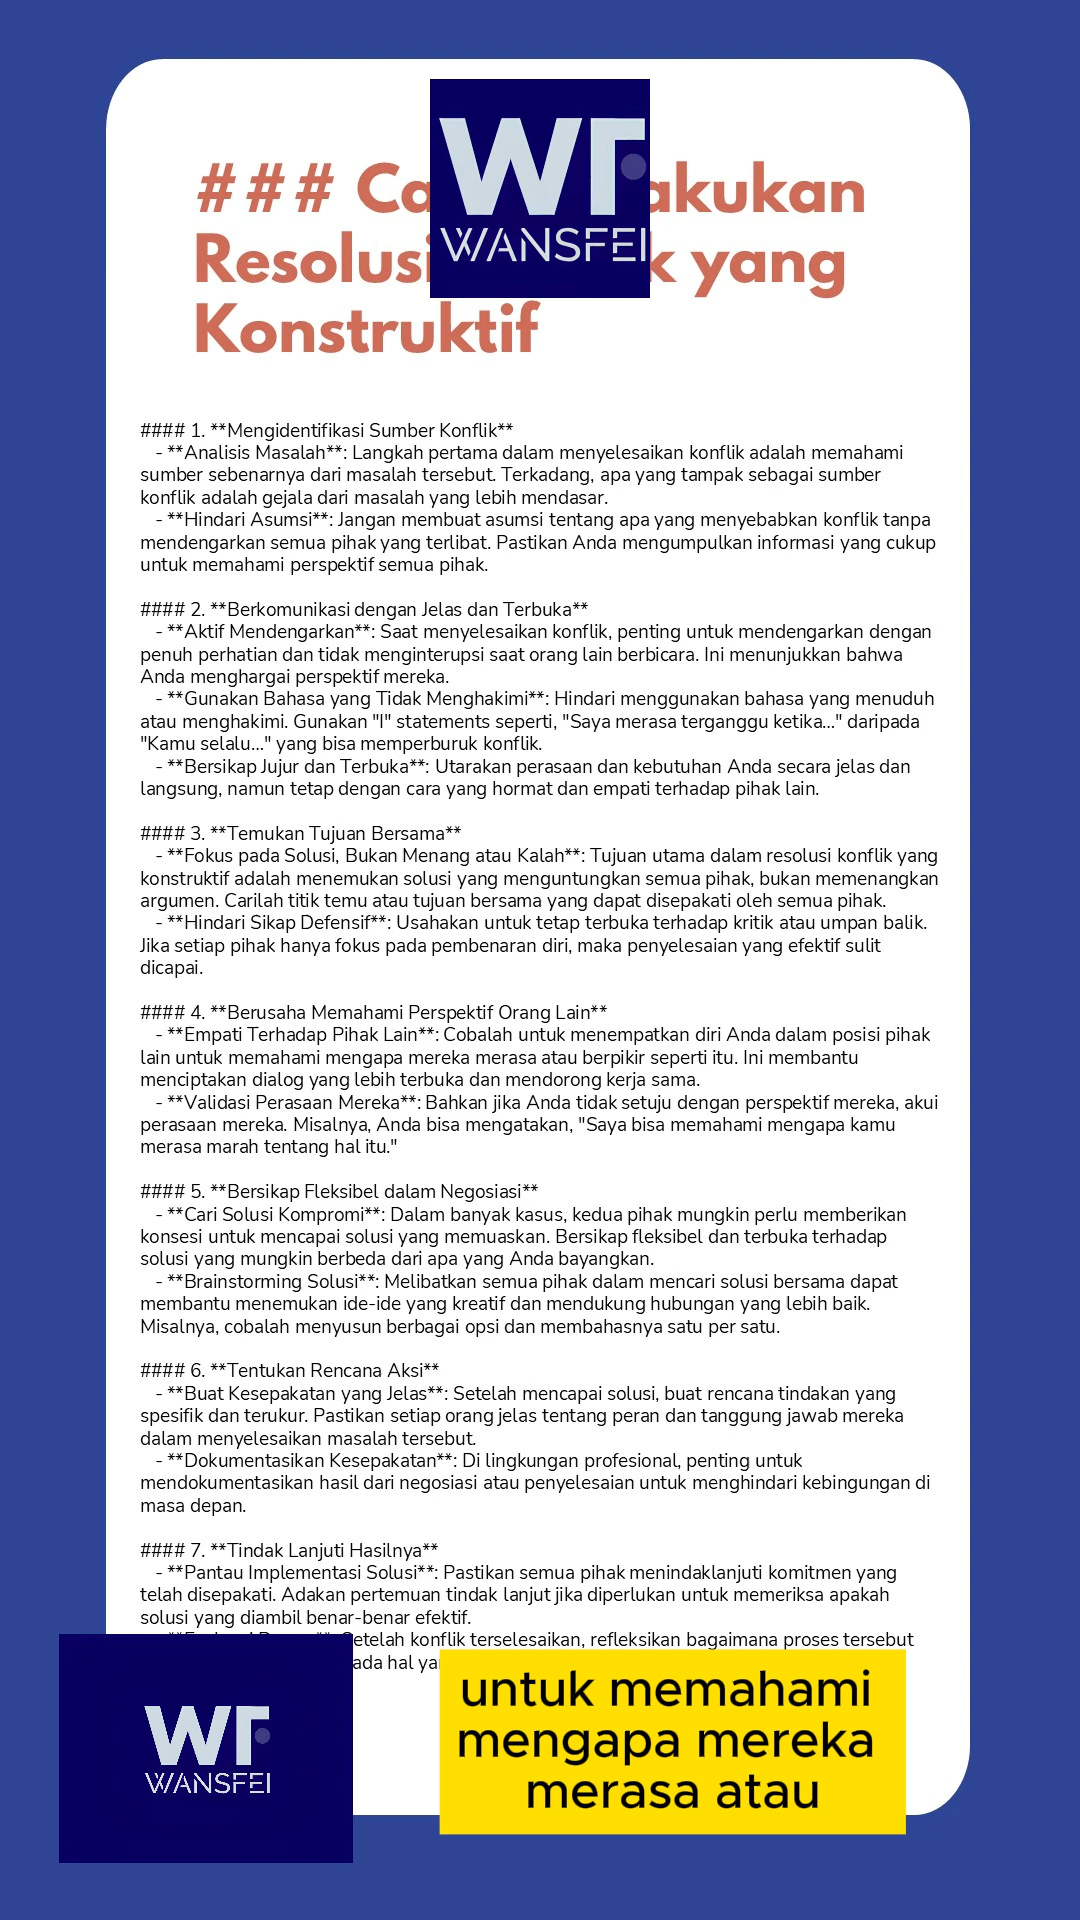 WF
WANSFEI
### Ca akukan
Resolusi k yang
Konstruktif
#### 1. **Mengidentifikasi Sumber Konflik**
- **Analisis Masalah**: Langkah pertama dalam menyelesaikan konflik adalah memahami
sumber sebenarnya dari masalah tersebut. Terkadang, apa yang tampak sebagai sumber
konflik adalah gejala dari masalah yang lebih mendasar.
- **Hindari Asumsi**: Jangan membuat asumsi tentang apa yang menyebabkan konflik tanpa
mendengarkan semua pihak yang terlibat. Pastikan Anda mengumpulkan informasi yang cukup
untuk memahami perspektif semua pihak.
#### 2. **Berkomunikasi dengan Jelas dan Terbuka**
- **Aktif Mendengarkan**: Saat menyelesaikan konflik, penting untuk mendengarkan dengan
penuh perhatian dan tidak menginterupsi saat orang lain berbicara. Ini menunjukkan bahwa
Anda menghargai perspektif mereka.
- **Gunakan Bahasa yang Tidak Menghakimi**: Hindari menggunakan bahasa yang menuduh
atau menghakimi. Gunakan "I" statements seperti, "Saya merasa terganggu ketika..." daripada
"Kamu selalu..." yang bisa memperburuk konflik.
- **Bersikap Jujur dan Terbuka**: Utarakan perasaan dan kebutuhan Anda secara jelas dan
langsung, namun tetap dengan cara yang hormat dan empati terhadap pihak lain.
#### 3. **Temukan Tujuan Bersama**
- **Fokus pada Solusi, Bukan Menang atau Kalah**: Tujuan utama dalam resolusi konflik yang
konstruktif adalah menemukan solusi yang menguntungkan semua pihak, bukan memenangkan
argumen. Carilah titik temu atau tujuan bersama yang dapat disepakati oleh semua pihak.
- **Hindari Sikap Defensif**: Usahakan untuk tetap terbuka terhadap kritik atau umpan balik.
Jika setiap pihak hanya fokus pada pembenaran diri, maka penyelesaian yang efektif sulit
dicapai.
#### 4. **Berusaha Memahami Perspektif Orang Lain**
- **Empati Terhadap Pihak Lain**: Cobalah untuk menempatkan diri Anda dalam posisi pihak
lain untuk memahami mengapa mereka merasa atau berpikir seperti itu. Ini membantu
menciptakan dialog yang lebih terbuka dan mendorong kerja sama.
- **Validasi Perasaan Mereka**: Bahkan jika Anda tidak setuju dengan perspektif mereka, akui
perasaan mereka. Misalnya, Anda bisa mengatakan, "Saya bisa memahami mengapa kamu
merasa marah tentang hal itu."
#### 5. **Bersikap Fleksibel dalam Negosiasi**
- **Cari Solusi Kompromi**: Dalam banyak kasus, kedua pihak mungkin perlu memberikan
konsesi untuk mencapai solusi yang memuaskan. Bersikap fleksibel dan terbuka terhadap
solusi yang mungkin berbeda dari apa yang Anda bayangkan.
- **Brainstorming Solusi**: Melibatkan semua pihak dalam mencari solusi bersama dapat
membantu menemukan ide-ide yang kreatif dan mendukung hubungan yang lebih baik.
Misalnya, cobalah menyusun berbagai opsi dan membahasnya satu per satu.
#### 6. **Tentukan Rencana Aksi**
- **Buat Kesepakatan yang Jelas**: Setelah mencapai solusi, buat rencana tindakan yang
spesifik dan terukur. Pastikan setiap orang jelas tentang peran dan tanggung jawab mereka
dalam menyelesaikan masalah tersebut.
- **Dokumentasikan Kesepakatan**: Di lingkungan profesional, penting untuk
mendokumentasikan hasil dari negosiasi atau penyelesaian untuk menghindari kebingungan di
masa depan.
#### 7. **Tindak Lanjuti Hasilnya**
- **Pantau Implementasi Solusi**: Pastikan semua pihak menindaklanjuti komitmen yang
telah disepakati. Adakan pertemuan tindak lanjut jika diperlukan untuk memeriksa apakah
solusi yang diambil benar-benar efektif.
Setelah konflik terselesaikan, refleksikan bagaimana proses tersebut
ada hal
WF
WANSFEI
untuk memahami
mengapa mereka
merasa atau